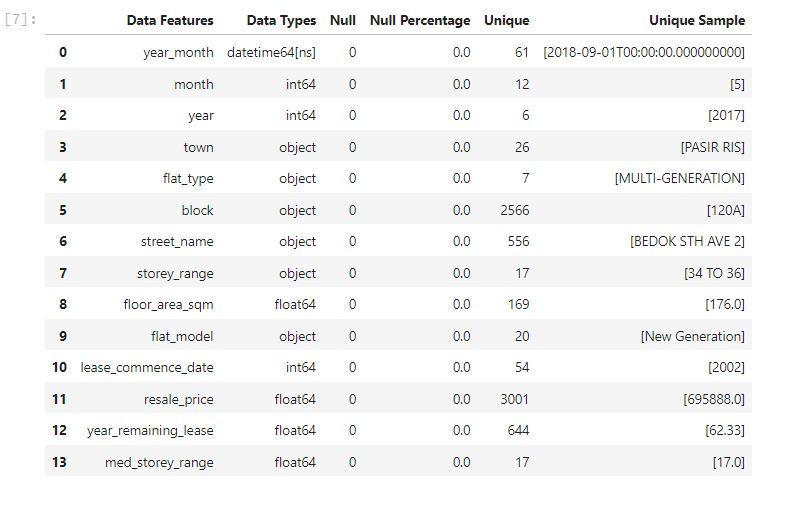 [7]:
Data Features Data Types Null Null Percentage Unique Unique Sample
0 year_month datetime64[ns] 0 0.0 61 [2018-09-01T00:00:00.000000000]
1 month int64 0 0.0 12 [5]
2 year int64 0 0.0 6 [2017]
3 town object 0 0.0 26 [PASIR RIS]
4 flat_type object 0 0.0 7 [MULTI-GENERATION]
5 block object 0 0.0 2566 [120A]
6 street_name object 0 0.0 556 [BEDOK STH AVE 2]
7 storey_range object 0 0.0 17 [34 TO 36]
8 floor_area_sqm float64 0 0.0 169 [176.0]
9 flat_model object 0 0.0 20 [New Generation]
10 lease_commence_date int64 0 0.0 54 [2002]
11 resale_price float64 0 0.0 3001 [695888.0]
12 year_remaining_lease float64 0 0.0 644 [62.33]
13 med_storey_range float64 0 0.0 17 [17.0]